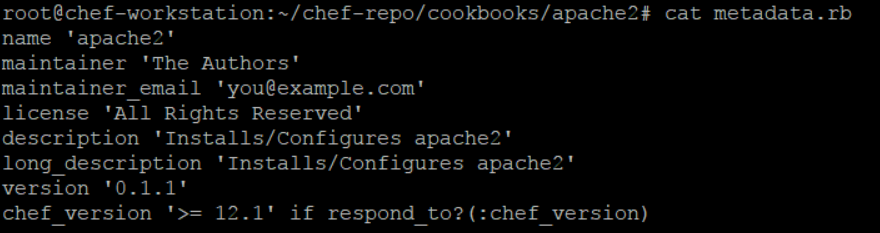 root@chef-workstation:~/chef-repo/cookbooks/apache2# cat metadata.rb
name 'apache2'
maintainer 'The Authors'
maintainer_email 'you@example.com'
license 'All Rights Reserved'
description 'Installs/Configures apache2'
long_description 'Installs/Configures apache2'
version '0.1.1'
chef_version '>= 12.1' if respond_to?(:chef_version)